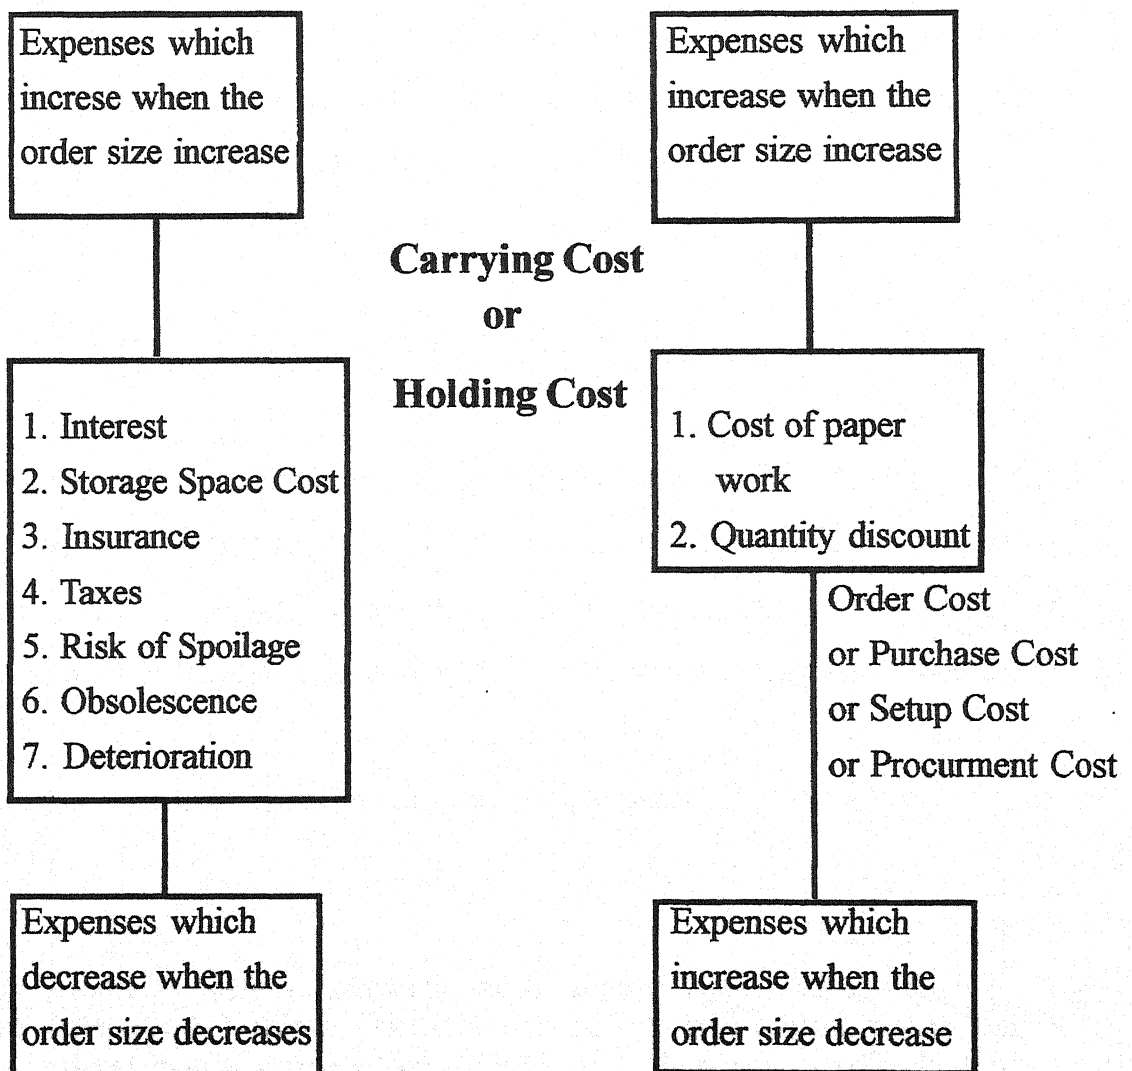 Expenses which
increse when the
order size increase
Expenses which
increase when the
order size increase
Carrying Cost
or
Holding Cost
1. Interest
2. Storage Space Cost
3. Insurance
4. Taxes
5. Risk of Spoilage
6. Obsolescence
7. Deterioration
1. Cost of paper
work
2. Quantity discount
Order Cost
or Purchase Cost
or Setup Cost
or Procurment Cost
Expenses which
decrease when the
order size decreases
Expenses which
increase when the
order size decrease